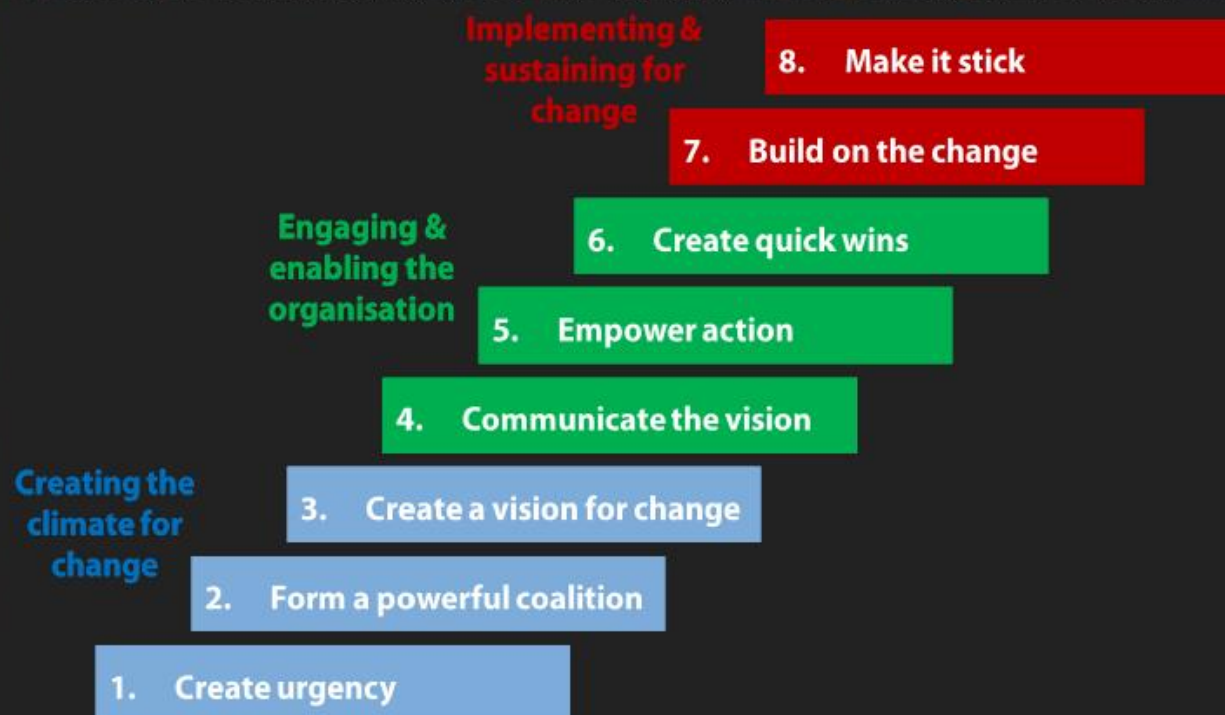 Implementing &
sustaining for
change
8. Make it stick
7. Build on the change
Engaging &
enabling the
organisation
6. Create quick wins
5. Empower action
4. Communicate the vision
Creating the
climate for
change
3. Create a vision for change
2. Form a powerful coalition
1. Create urgency